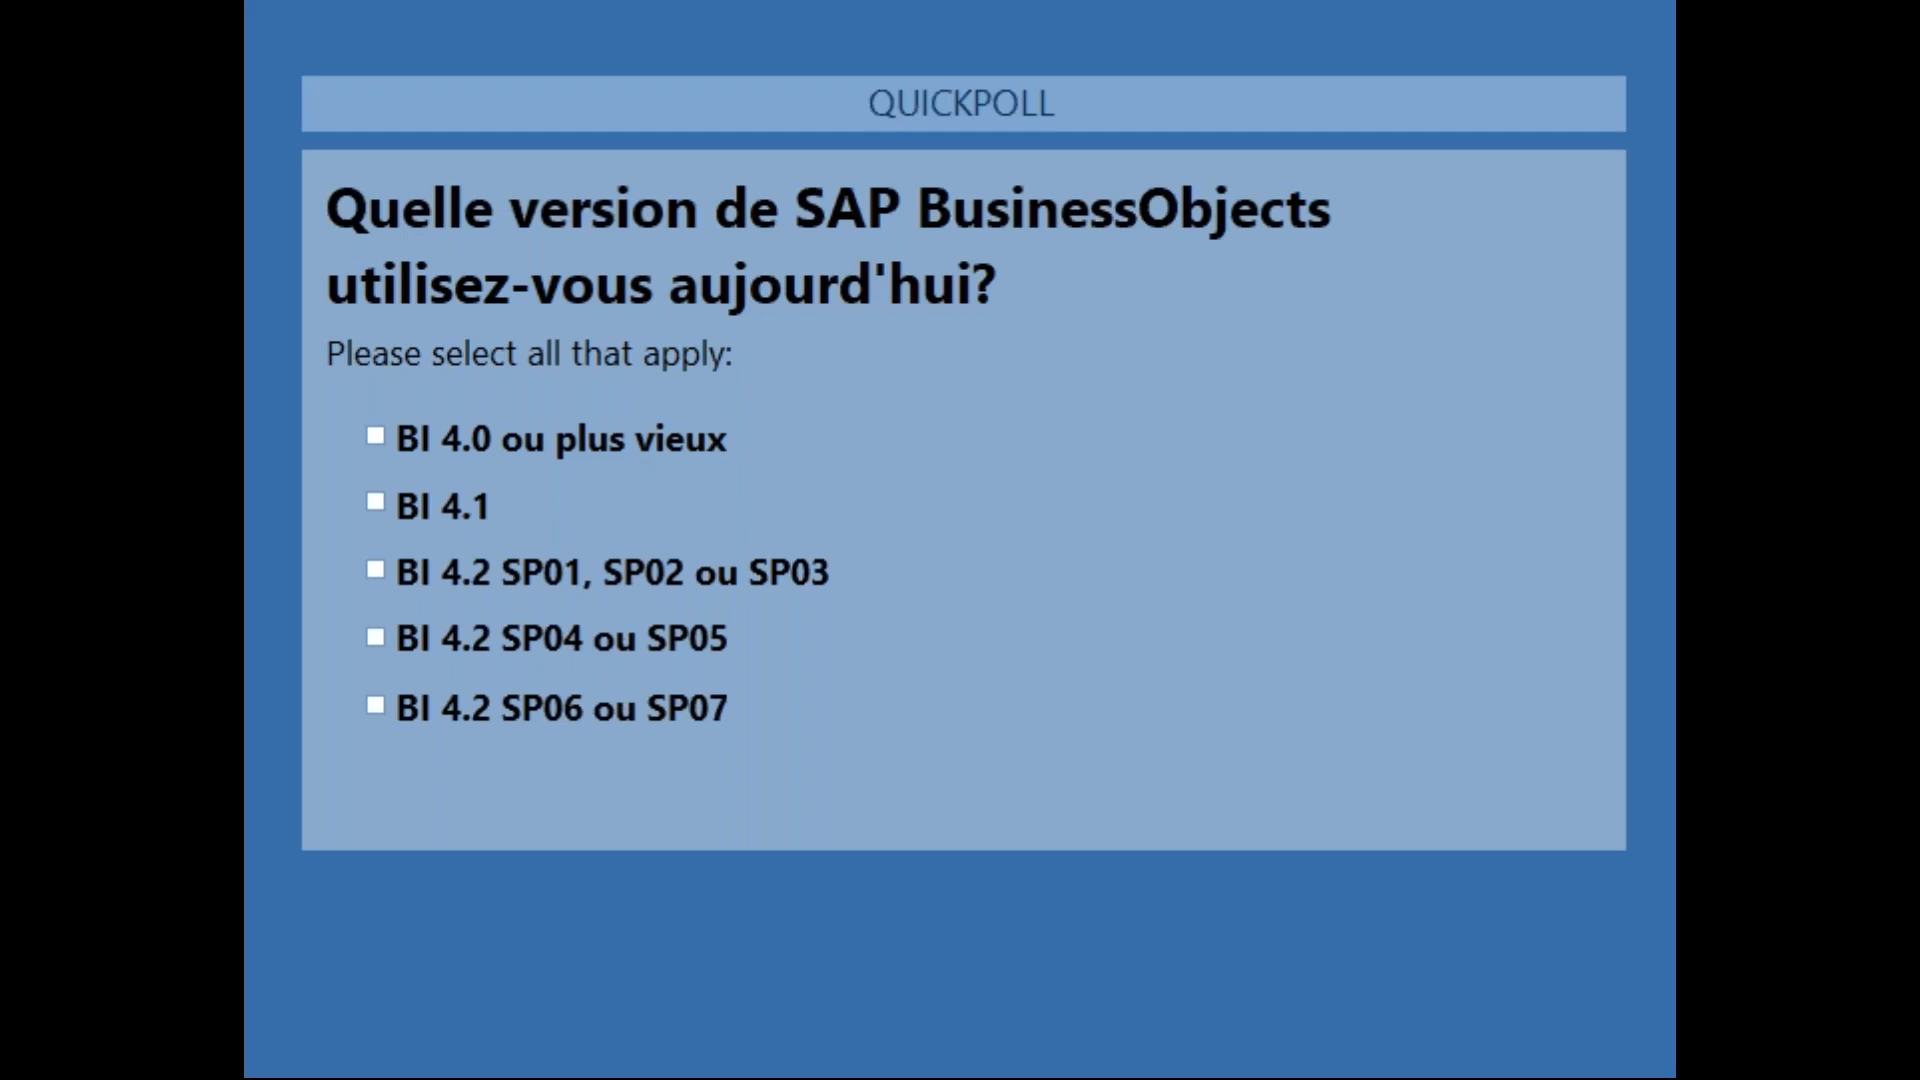 QUICKPOLL
Quelle version de SAP BusinessObjects
utilisez-vous aujourd'hui?
Please select all that apply:
BI 4.0 ou plus vieux
BI 4.1
BI 4.2 SP01, SP02 ou SP03
BI 4.2 SP04 ou SP05
BI 4.2 SP06 ou SP07